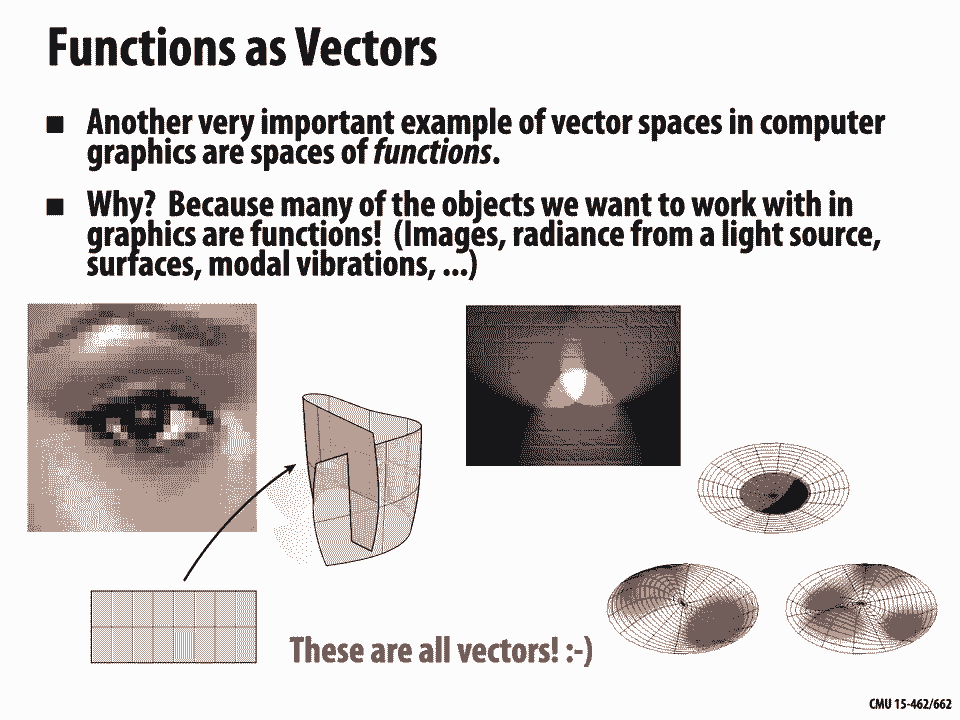 Functions as Vectors
■ Another very important example of vector spaces in computer
graphics are spaces of functions.
■ Why? Because many of the objects we want to work with in
graphics are functions! (Images, radiance from a light source,
surfaces, modal vibrations, ...)
These are all vectors! :-)
CMU 15-462/662